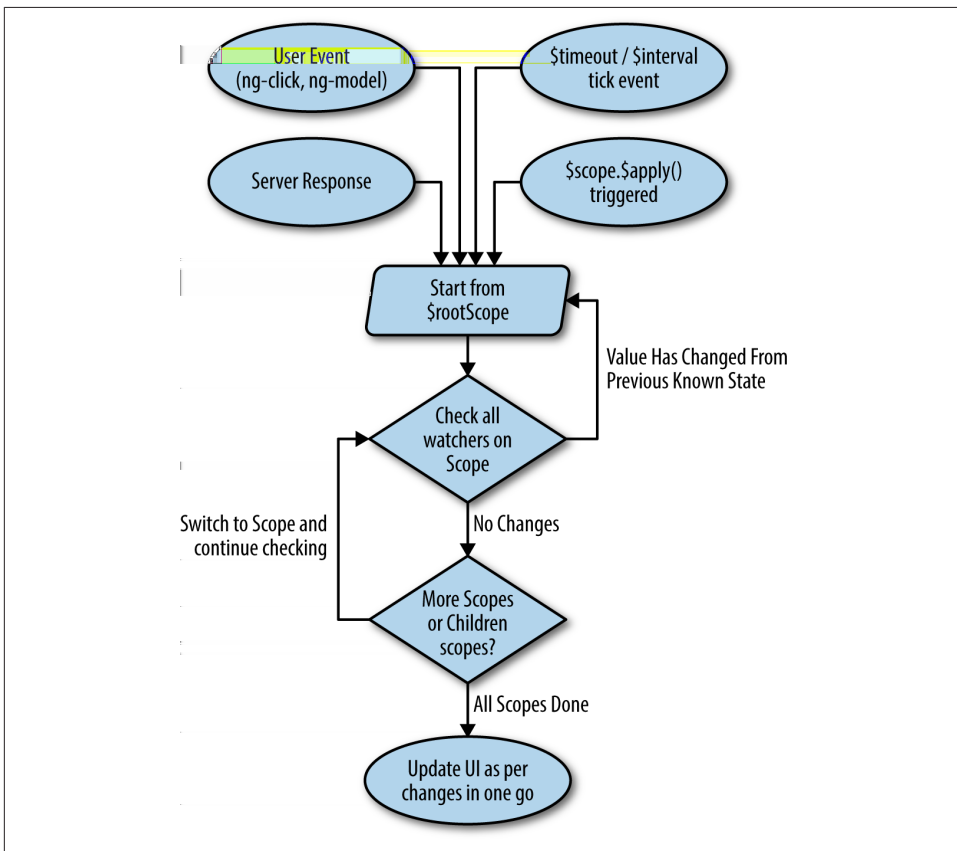 User Event
(ng-click, ng-model)
$timeout / $interval
tick event
Server Response
$scope.$apply()
triggered
Start from
$rootScope
Value Has Changed From
Previous Known State
Check all
watchers on
Scope
Switch to Scope and
continue checking
No Changes
More Scopes
or Children
scopes?
All Scopes Done
Update UI as per
changes in one go